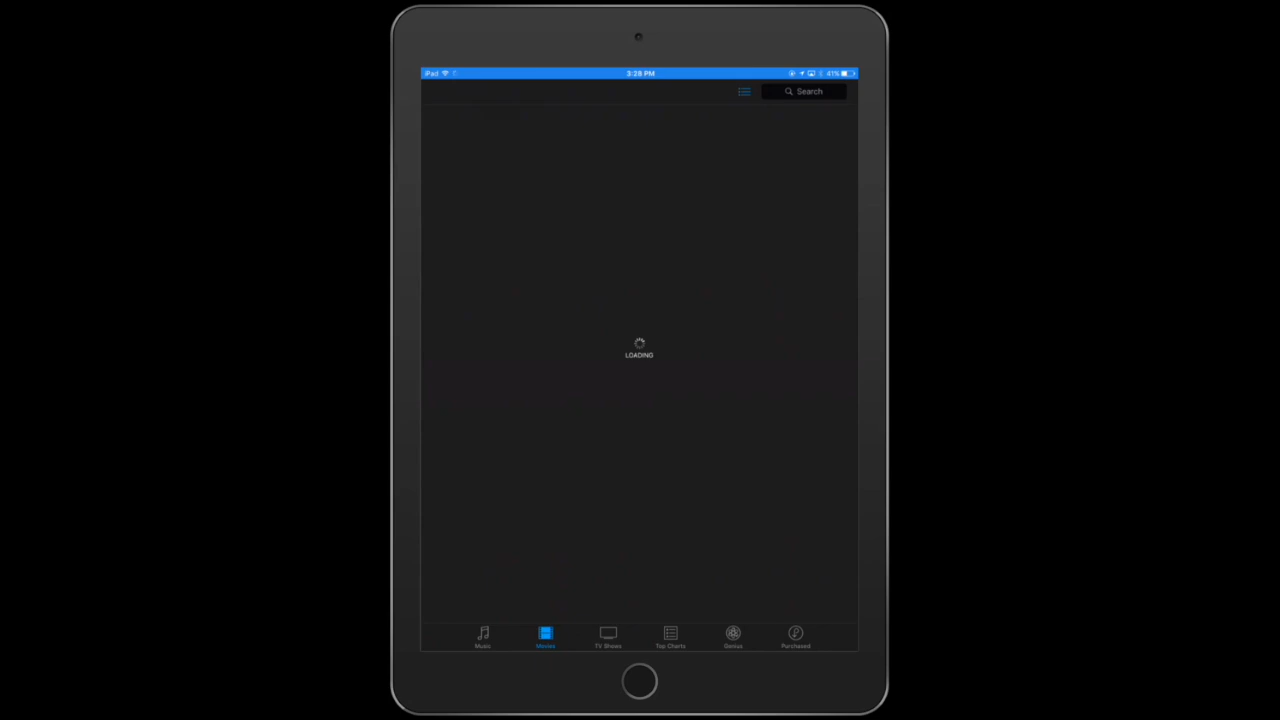 iPad 3:28 PM 41%
Search
LOADING
Music Movies TV Shows Top Charts Genius Purchased